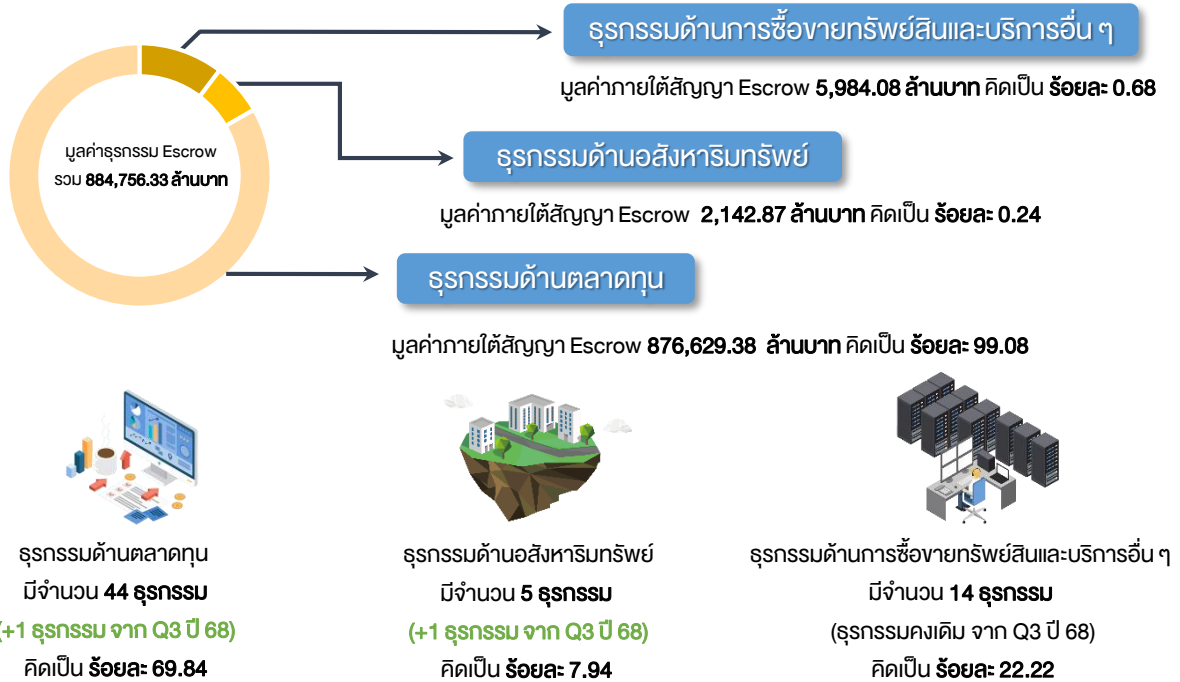 ธุรกรรมด้านการซื้อขายทรัพย์สินและบริการอื่น ๆ
มูลค่าภายใต้สัญญา Escrow 5,984.08 ล้านบาท คิดเป็น ร้อยละ 0.68
มูลค่าธุรกรรม Escrow
รวม 884,756.33 ล้านบาท
ธุรกรรมด้านอสังหาริมทรัพย์
มูลค่าภายใต้สัญญา Escrow 2,142.87 ล้านบาท คิดเป็น ร้อยละ 0.24
ธุรกรรมด้านตลาดทุน
มูลค่าภายใต้สัญญา Escrow 876,629.38 ล้านบาท คิดเป็น ร้อยละ 99.08
ธุรกรรมด้านตลาดทุน
มีจำนวน 44 ธุรกรรม
(+1 ธุรกรรม จาก Q3 ปี 68)
คิดเป็น ร้อยละ 69.84
ธุรกรรมด้านอสังหาริมทรัพย์
มีจำนวน 5 ธุรกรรม
(+1 ธุรกรรม จาก Q3 ปี 68)
คิดเป็น ร้อยละ 7.94
ธุรกรรมด้านการซื้อขายทรัพย์สินและบริการอื่น ๆ
มีจำนวน 14 ธุรกรรม
(ธุรกรรมคงเดิม จาก Q3 ปี 68)
คิดเป็น ร้อยละ 22.22